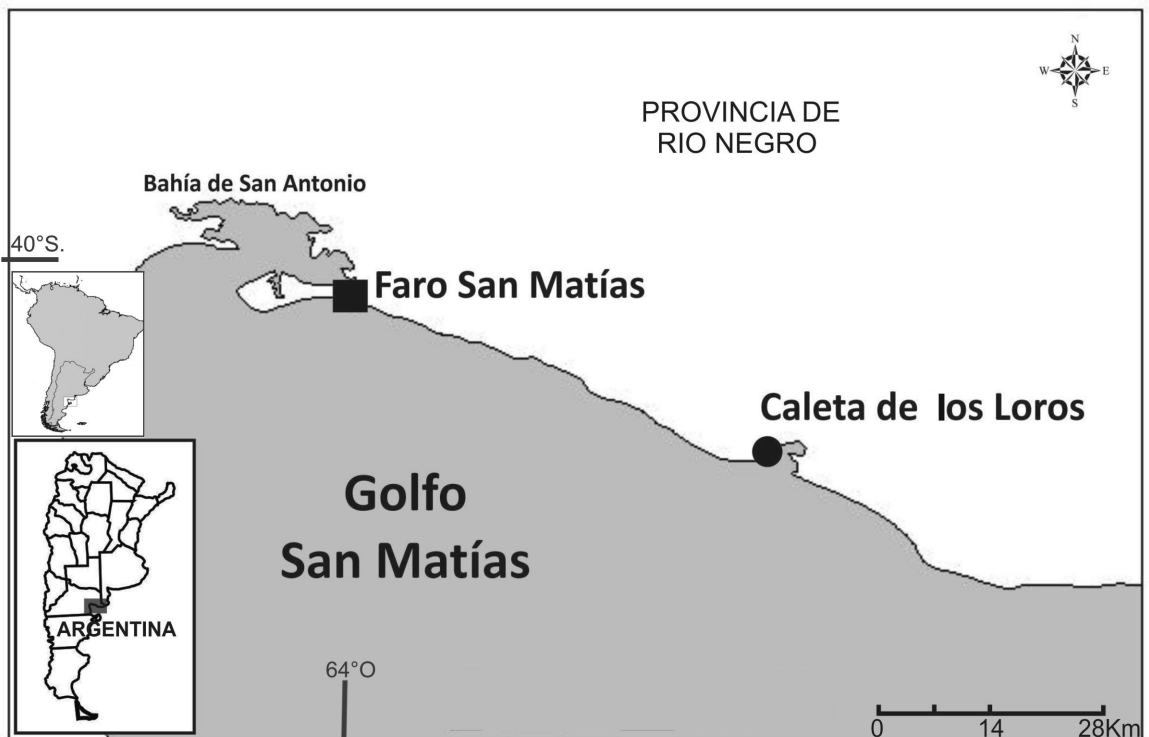 N
W
E
S
PROVINCIA DE
RIO NEGRO
Bahía de San Antonio
40°S.
Faro San Matías
Caleta de los Loros
Golfo
San Matías
ARGENTINA
64°O
0 14 28Km